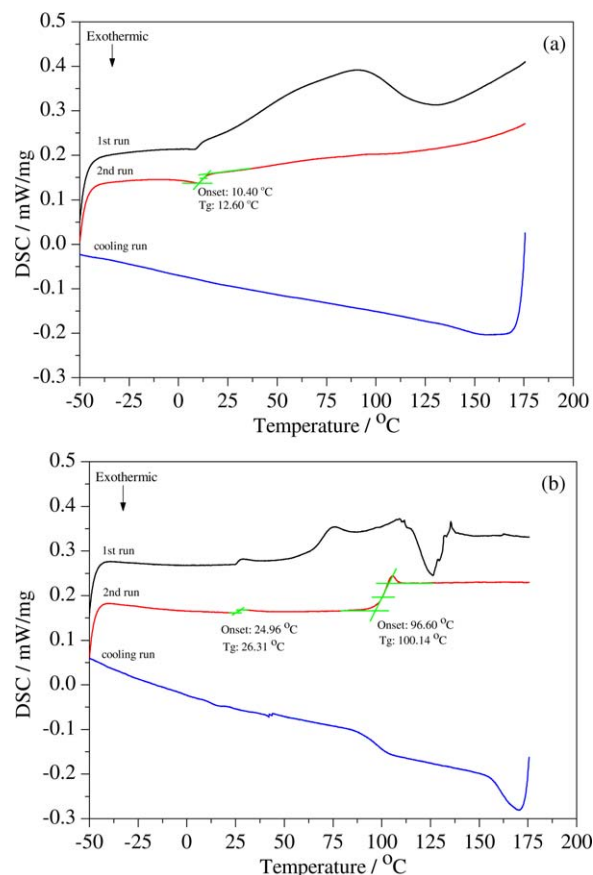 (a)
Exothermic
0.5
0.4
0.3
0.2
0.1
0.0
-0.1
-0.2
-0.3
DSC / mW/mg
1st run
2nd run
Onset: 10.40 °C
Tg: 12.60 °C
cooling run
-50 -25 0 25 50 75 100 125 150 175 200
Temperature / °C
(b)
Exothermic
0.5
0.4
0.3
0.2
0.1
0.0
-0.1
-0.2
-0.3
DSC / mW/mg
1st run
2nd run
Onset: 24.96 °C
Tg: 26.31 °C
Onset: 96.60 °C
Tg: 100.14 °C
cooling run
-50 -25 0 25 50 75 100 125 150 175 200
Temperature / °C